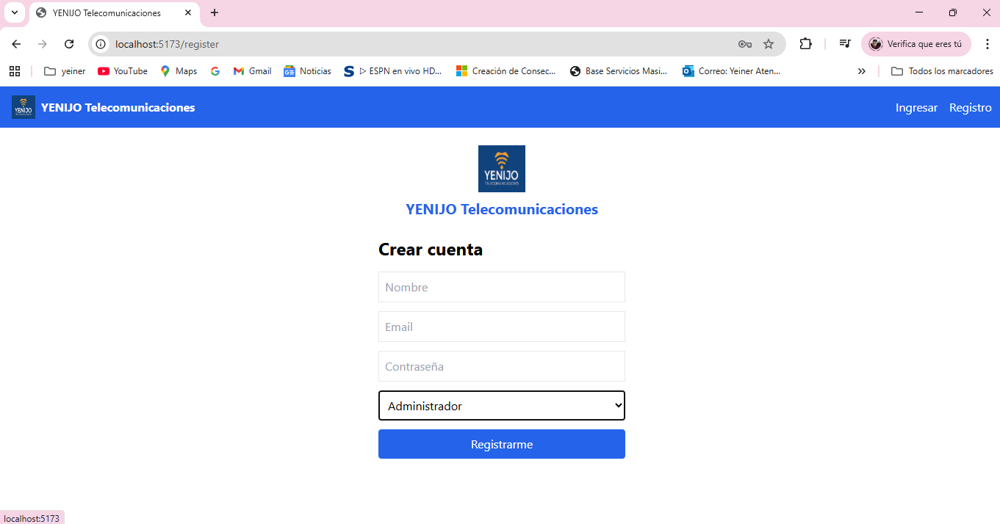 YENIJO Telecomunicaciones
localhost:5173/register
Verifica que eres tú
yeiner
YouTube
Maps
Gmail
Noticias
ESPN en vivo HD...
Creación de Consec...
Base Servicios Masi...
Correo: Yeiner Aten...
Todos los marcadores
YENIJO
YENIJO Telecomunicaciones
Ingresar
Registro
YENIJO
TELECOMUNICACIONES
YENIJO Telecomunicaciones
Crear cuenta
Nombre
Email
Contraseña
Administrador
Registrarme
localhost:5173